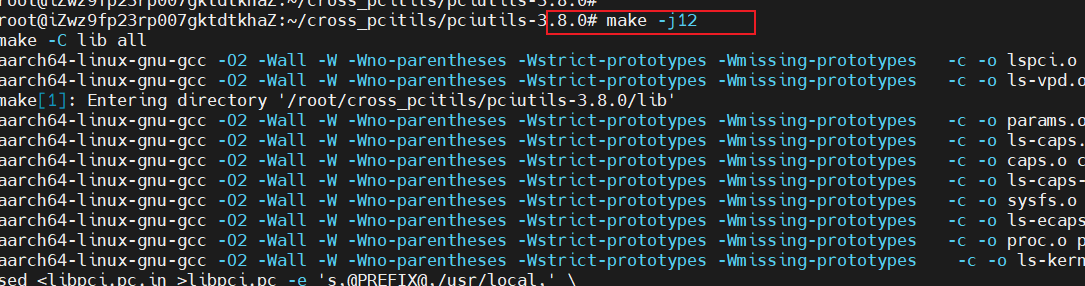 root@iZwz9fp23rp007gktdtkhaZ:~/cross_pcitils/pciutils-3.8.0#
root@iZwz9fp23rp007gktdtkhaZ:~/cross_pcitils/pciutils-3.8.0# make -j12
make -C lib all
aarch64-linux-gnu-gcc -O2 -Wall -W -Wno-parentheses -Wstrict-prototypes -Wmissing-prototypes -c -o lspci.o
aarch64-linux-gnu-gcc -O2 -Wall -W -Wno-parentheses -Wstrict-prototypes -Wmissing-prototypes -c -o ls-vpd.o
make[1]: Entering directory '/root/cross_pcitils/pciutils-3.8.0/lib'
aarch64-linux-gnu-gcc -O2 -Wall -W -Wno-parentheses -Wstrict-prototypes -Wmissing-prototypes -c -o params.o
aarch64-linux-gnu-gcc -O2 -Wall -W -Wno-parentheses -Wstrict-prototypes -Wmissing-prototypes -c -o ls-caps.
aarch64-linux-gnu-gcc -O2 -Wall -W -Wno-parentheses -Wstrict-prototypes -Wmissing-prototypes -c -o caps.o c
aarch64-linux-gnu-gcc -O2 -Wall -W -Wno-parentheses -Wstrict-prototypes -Wmissing-prototypes -c -o ls-caps-
aarch64-linux-gnu-gcc -O2 -Wall -W -Wno-parentheses -Wstrict-prototypes -Wmissing-prototypes -c -o sysfs.o
aarch64-linux-gnu-gcc -O2 -Wall -W -Wno-parentheses -Wstrict-prototypes -Wmissing-prototypes -c -o ls-ecaps
aarch64-linux-gnu-gcc -O2 -Wall -W -Wno-parentheses -Wstrict-prototypes -Wmissing-prototypes -c -o proc.o p
aarch64-linux-gnu-gcc -O2 -Wall -W -Wno-parentheses -Wstrict-prototypes -Wmissing-prototypes -c -o ls-kern
sed <libpci.pc.in >libpci.pc -e 's,@PREFIX@,/usr/local,' \